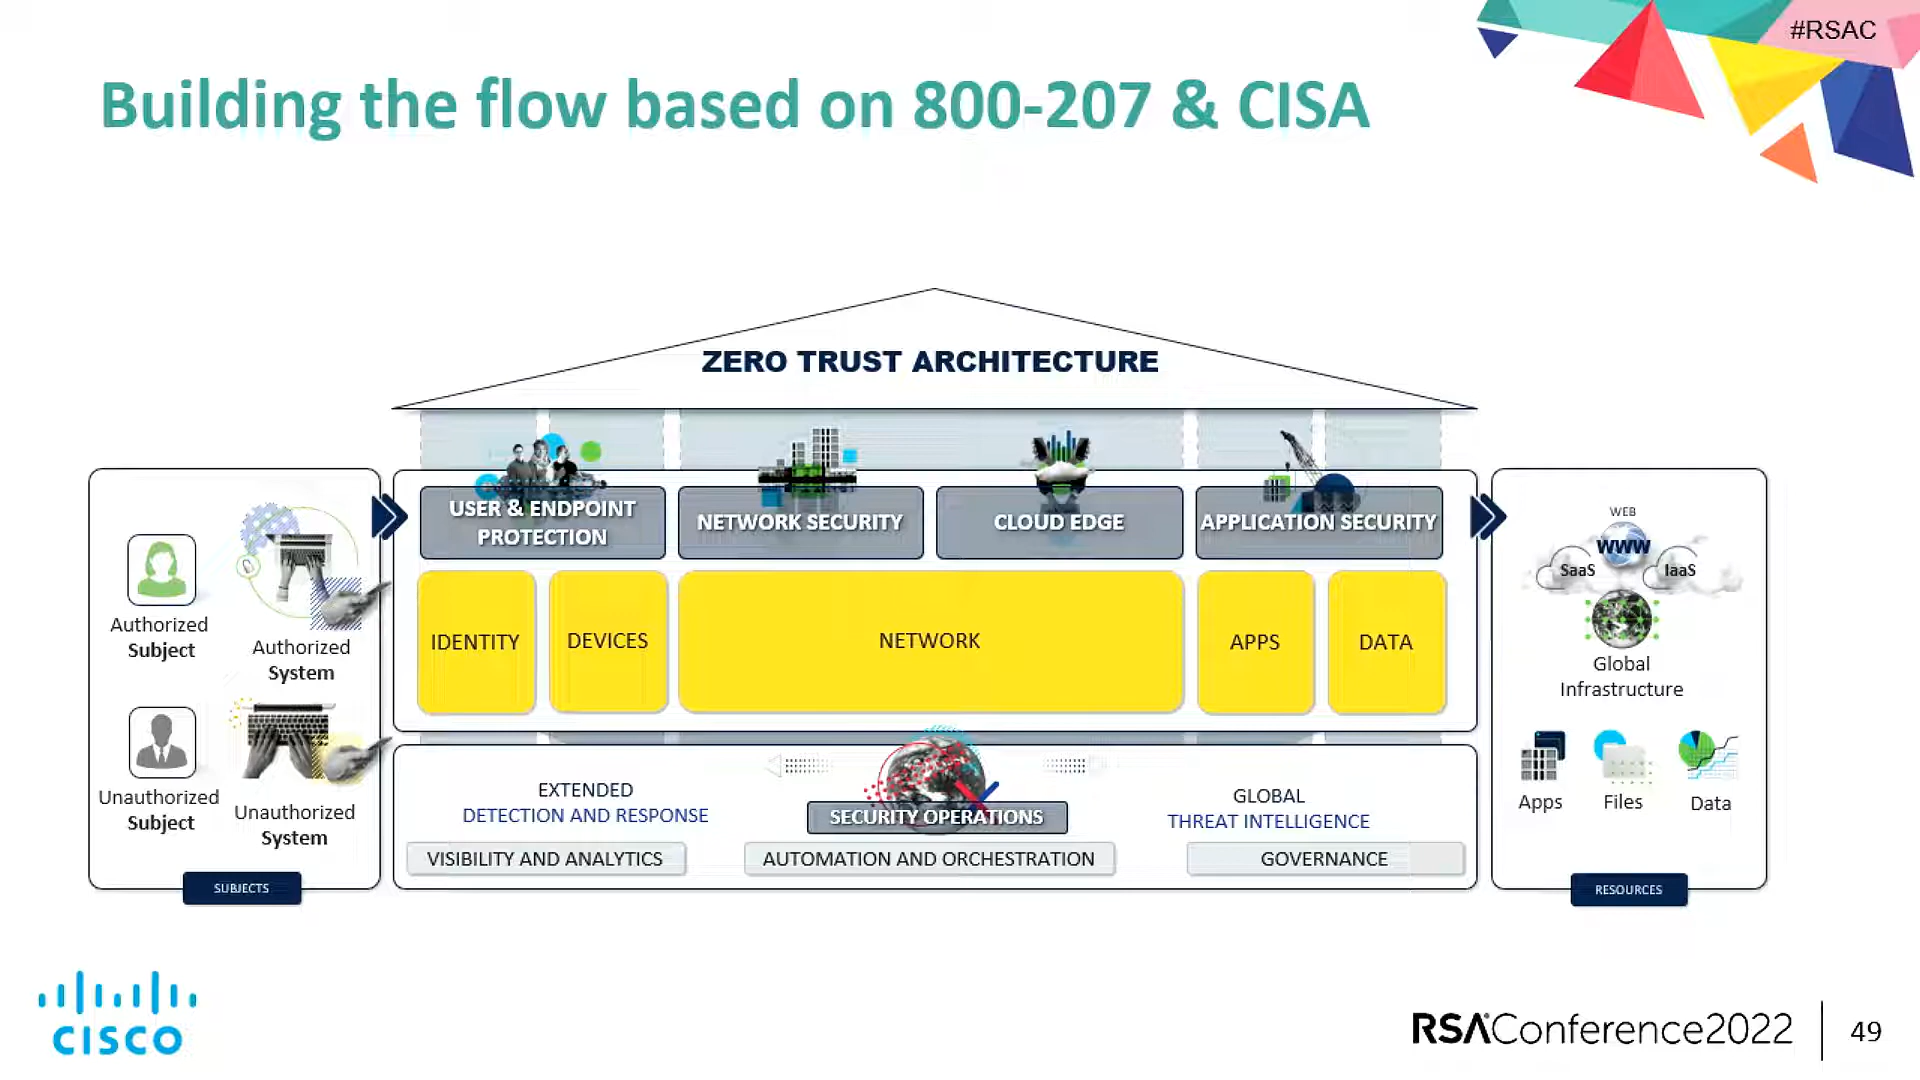 #RSAC
Building the flow based on 800-207 & CISA
ZERO TRUST ARCHITECTURE
Authorized
Subject
Authorized
System
Unauthorized
Subject
Unauthorized
System
SUBJECTS
USER & ENDPOINT
PROTECTION
NETWORK SECURITY
CLOUD EDGE
APPLICATION SECURITY
IDENTITY
DEVICES
NETWORK
APPS
DATA
EXTENDED
DETECTION AND RESPONSE
SECURITY OPERATIONS
GLOBAL
THREAT INTELLIGENCE
VISIBILITY AND ANALYTICS
AUTOMATION AND ORCHESTRATION
GOVERNANCE
WEB
WWW
SaaS
IaaS
Global
Infrastructure
Apps
Files
Data
RESOURCES
CISCO
RSAConference2022
49